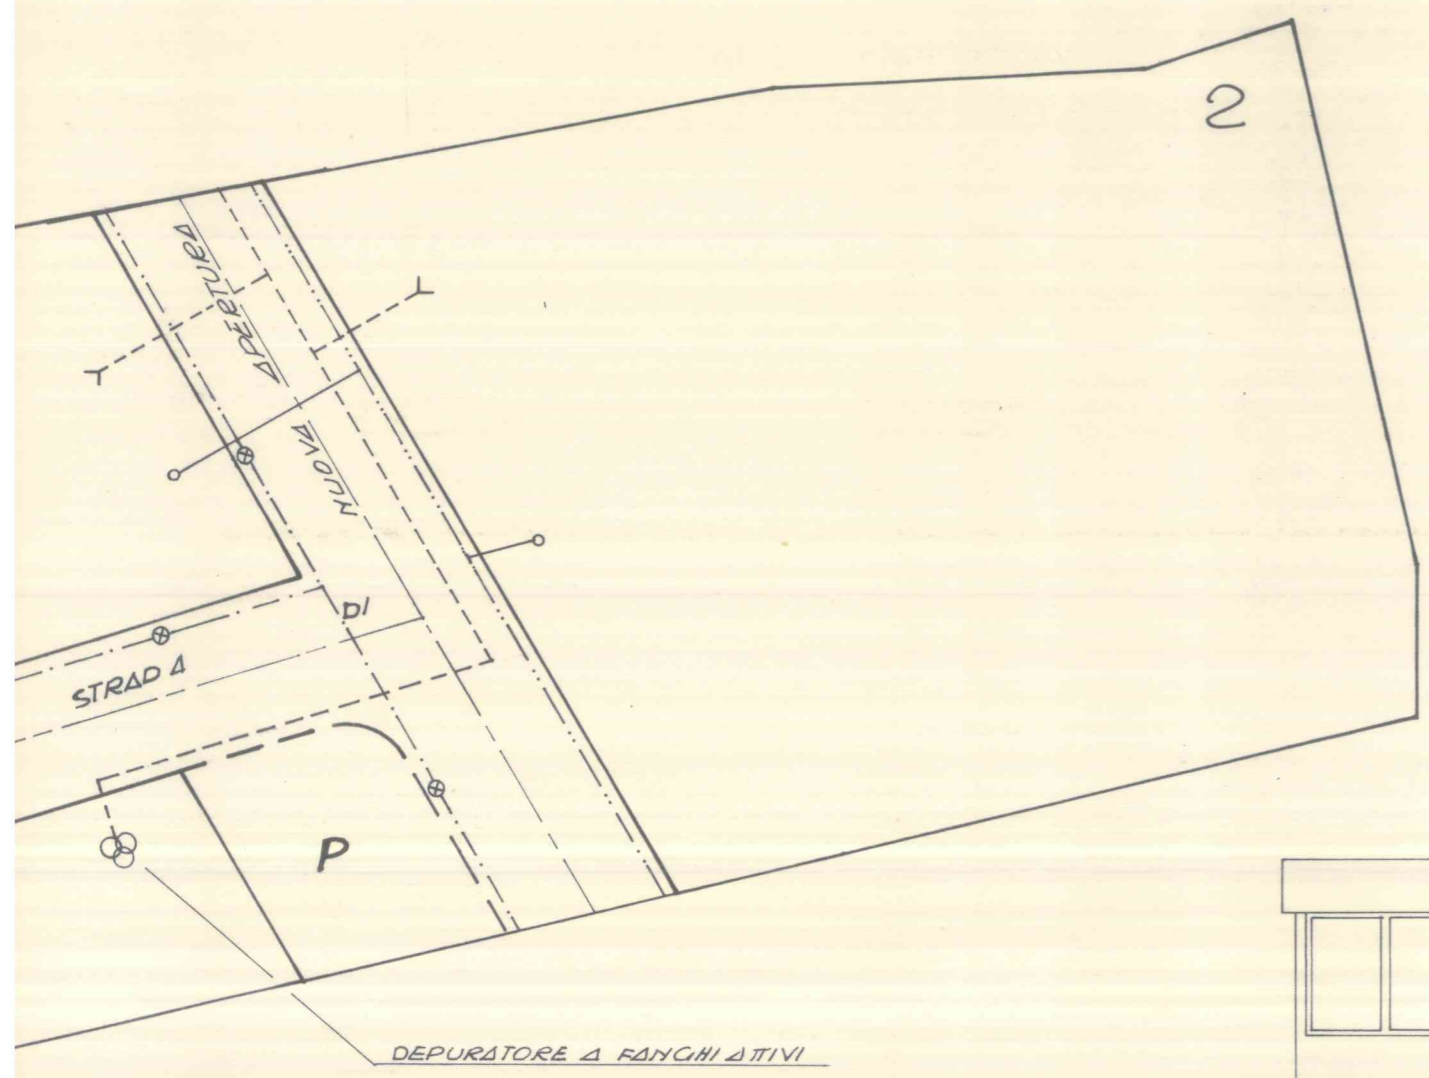 2
STRADA
DI
NUOVA
APERTURA
P
DEPURATORE A FANGHI ATTIVI